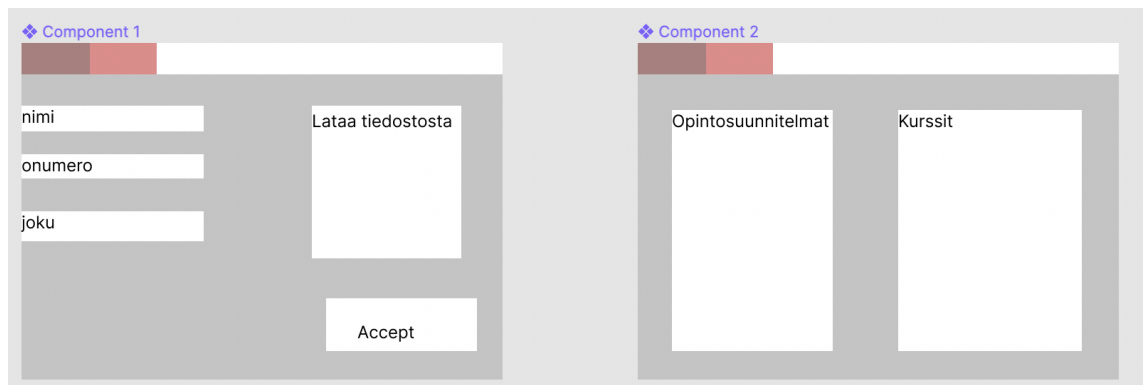 Component 1
nimi
onumero
joku
Lataa tiedostosta
Accept
Component 2
Opintosuunnitelmat
Kurssit